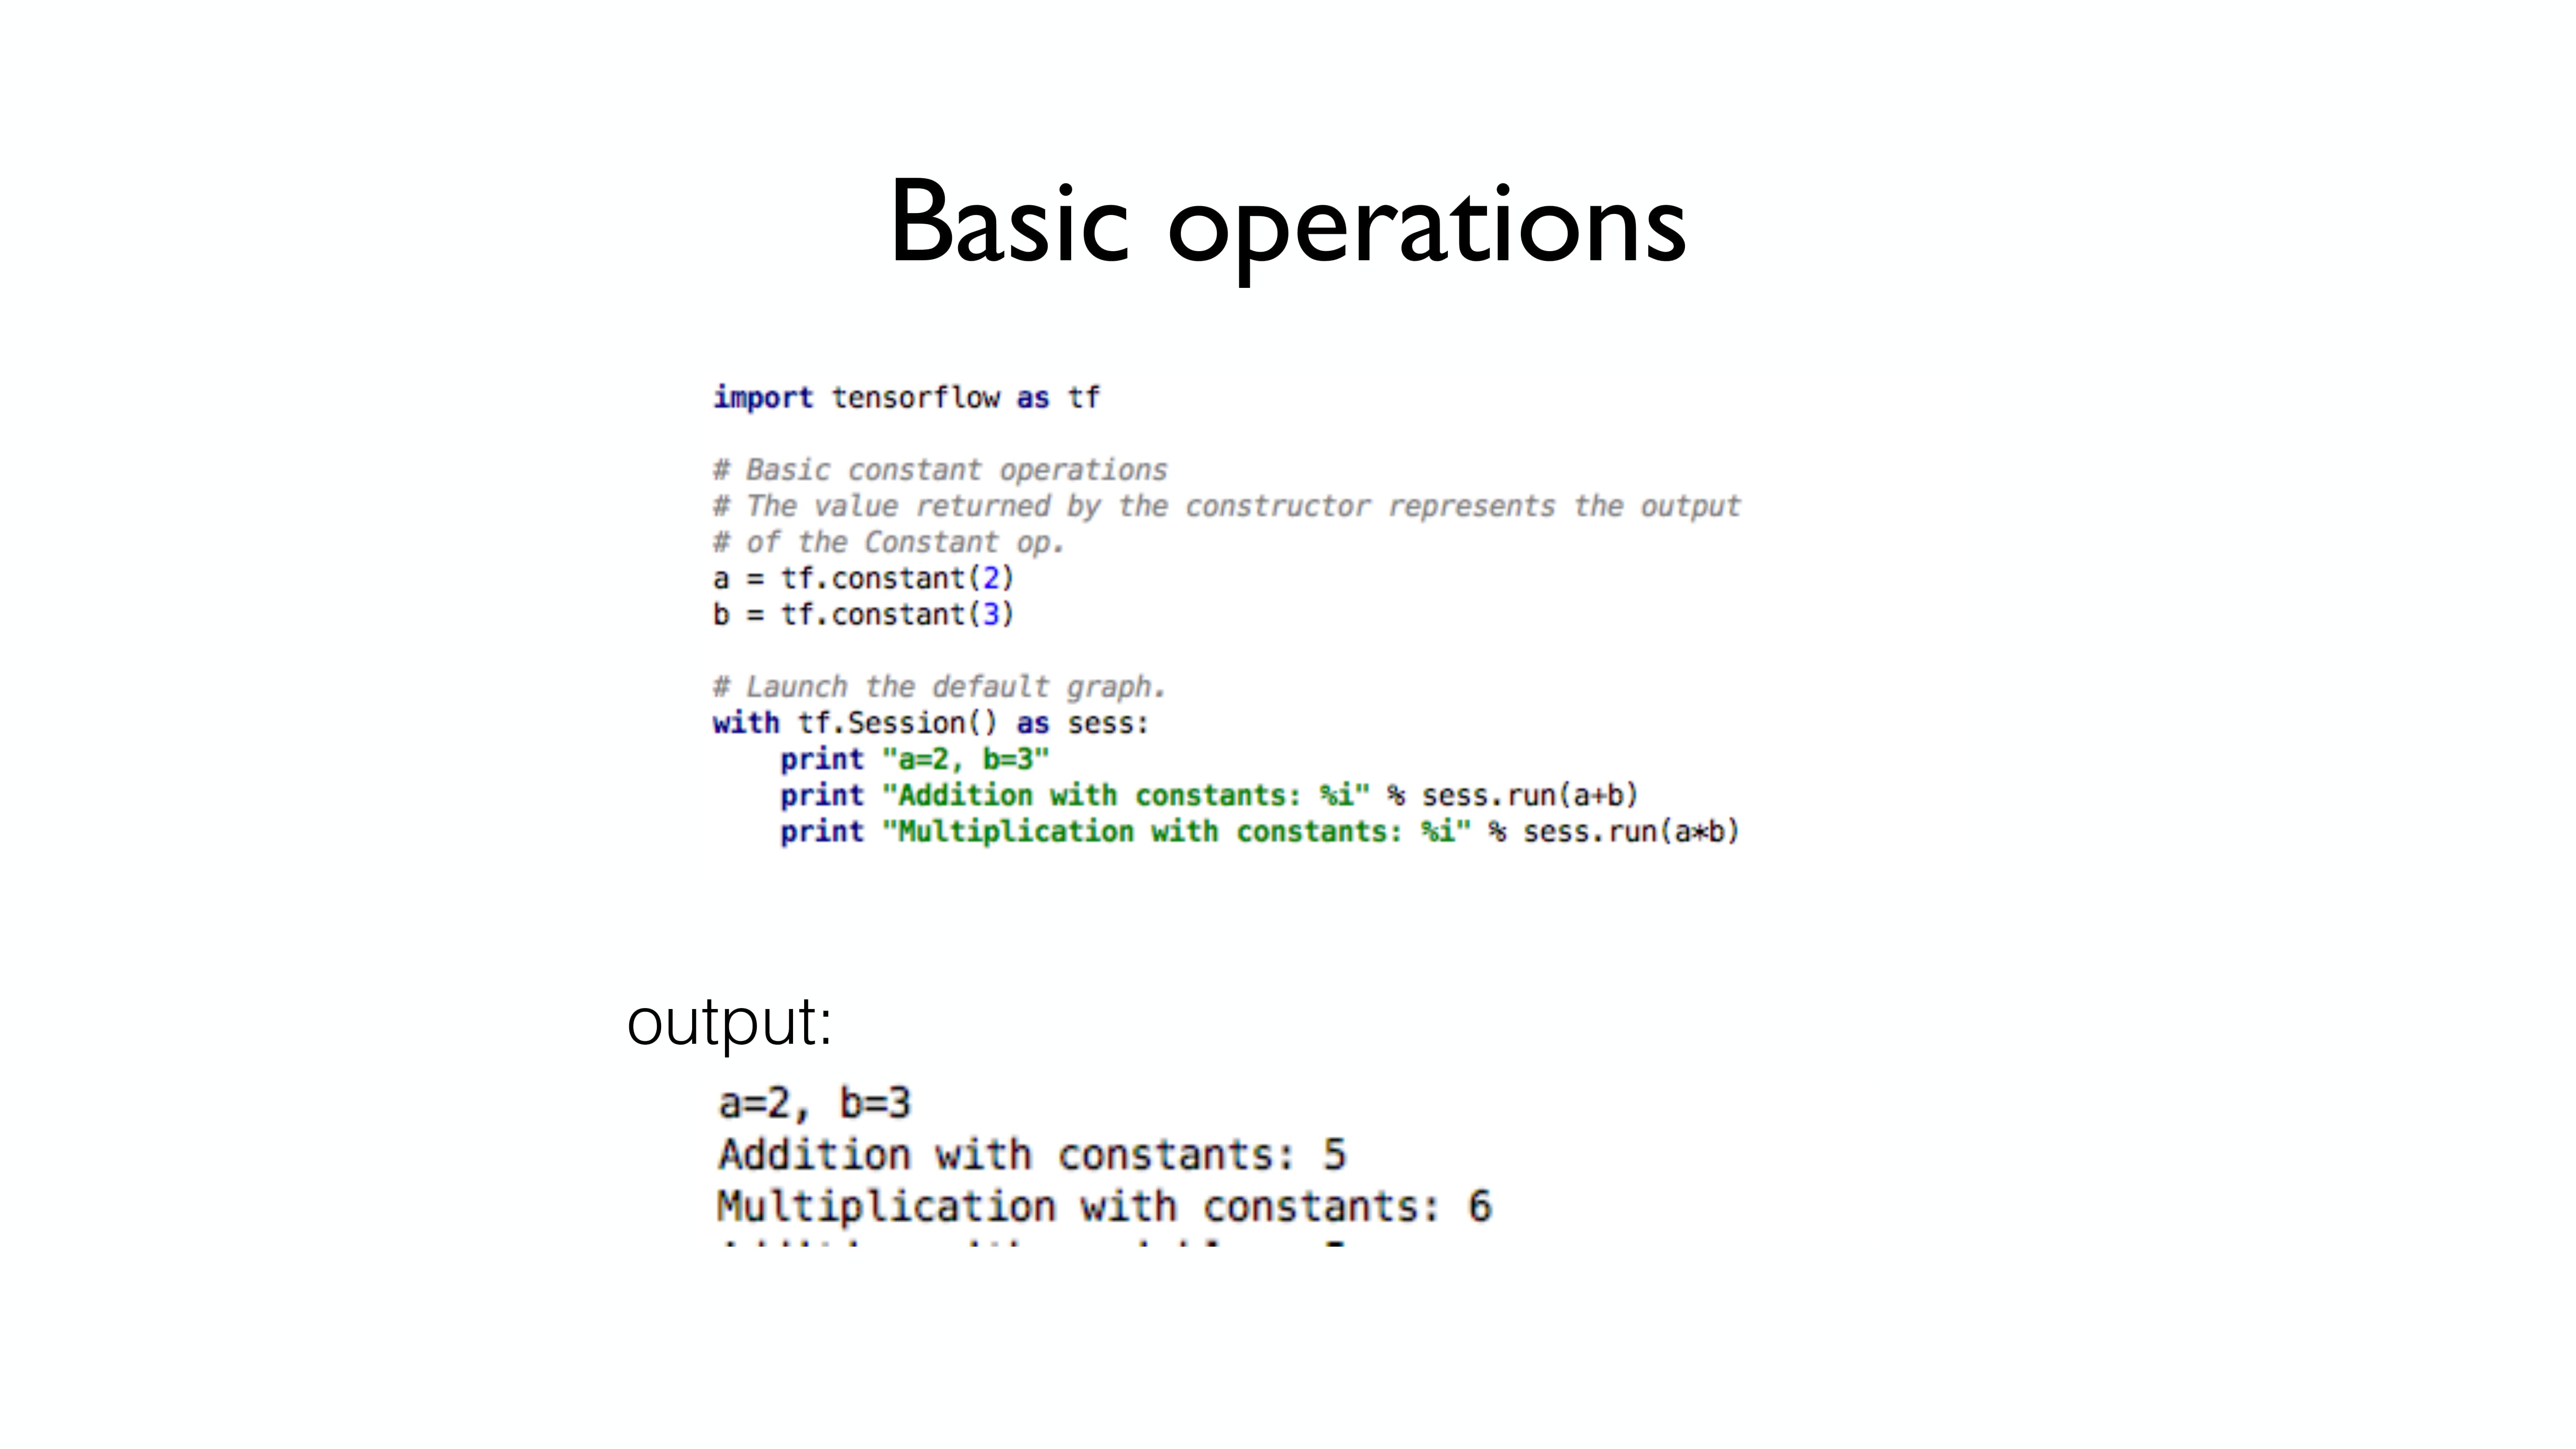 Basic operations
import tensorflow as tf
# Basic constant operations
# The value returned by the constructor represents the output
# of the Constant op.
a = tf.constant(2)
b = tf.constant(3)
# Launch the default graph.
with tf.Session() as sess:
    print "a=2, b=3"
    print "Addition with constants: %i" % sess.run(a+b)
    print "Multiplication with constants: %i" % sess.run(a*b)
output:
a=2, b=3
Addition with constants: 5
Multiplication with constants: 6